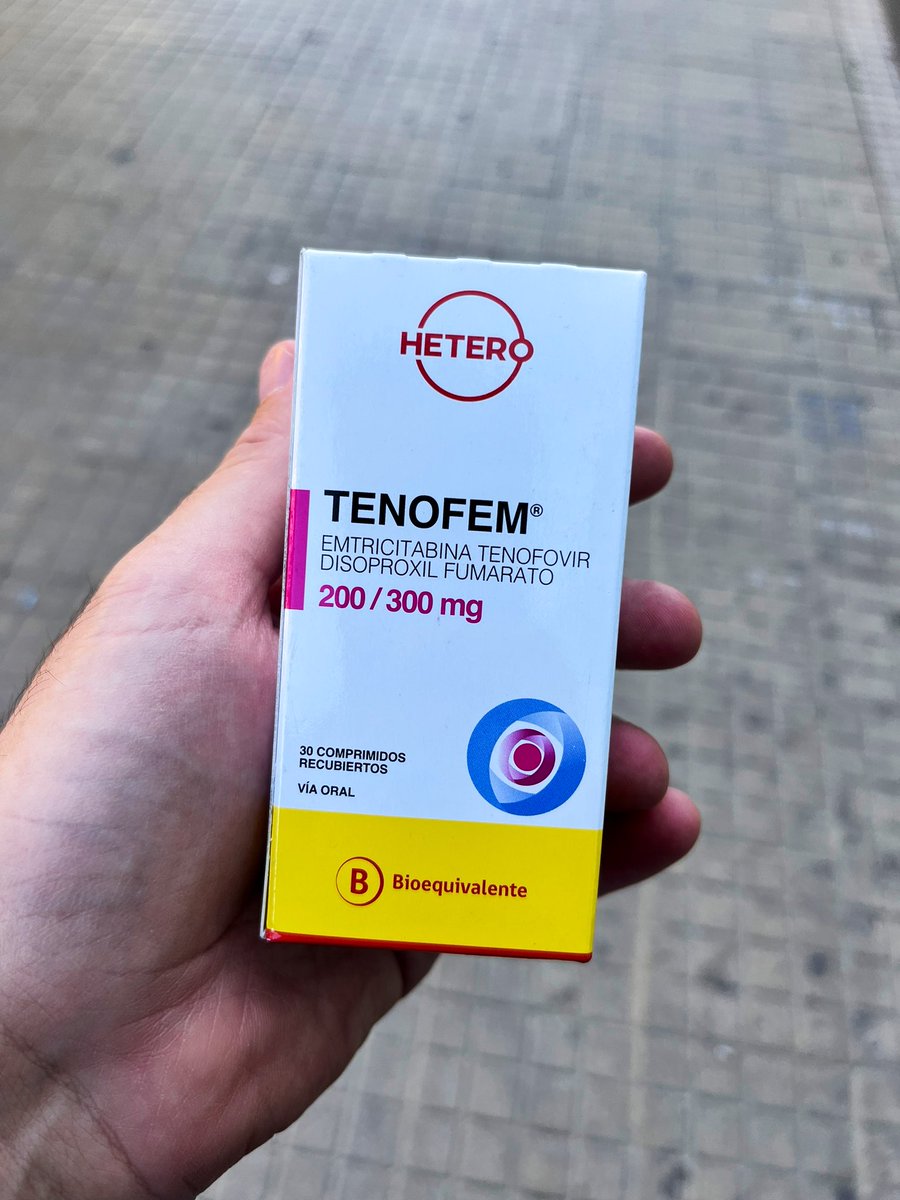 HETERO
TENOFEM®
EMTRICITABINA TENOFOVIR
DISOPROXIL FUMARATO
200 / 300 mg
30 COMPRIMIDOS
RECUBIERTOS
VÍA ORAL
B Bioequivalente